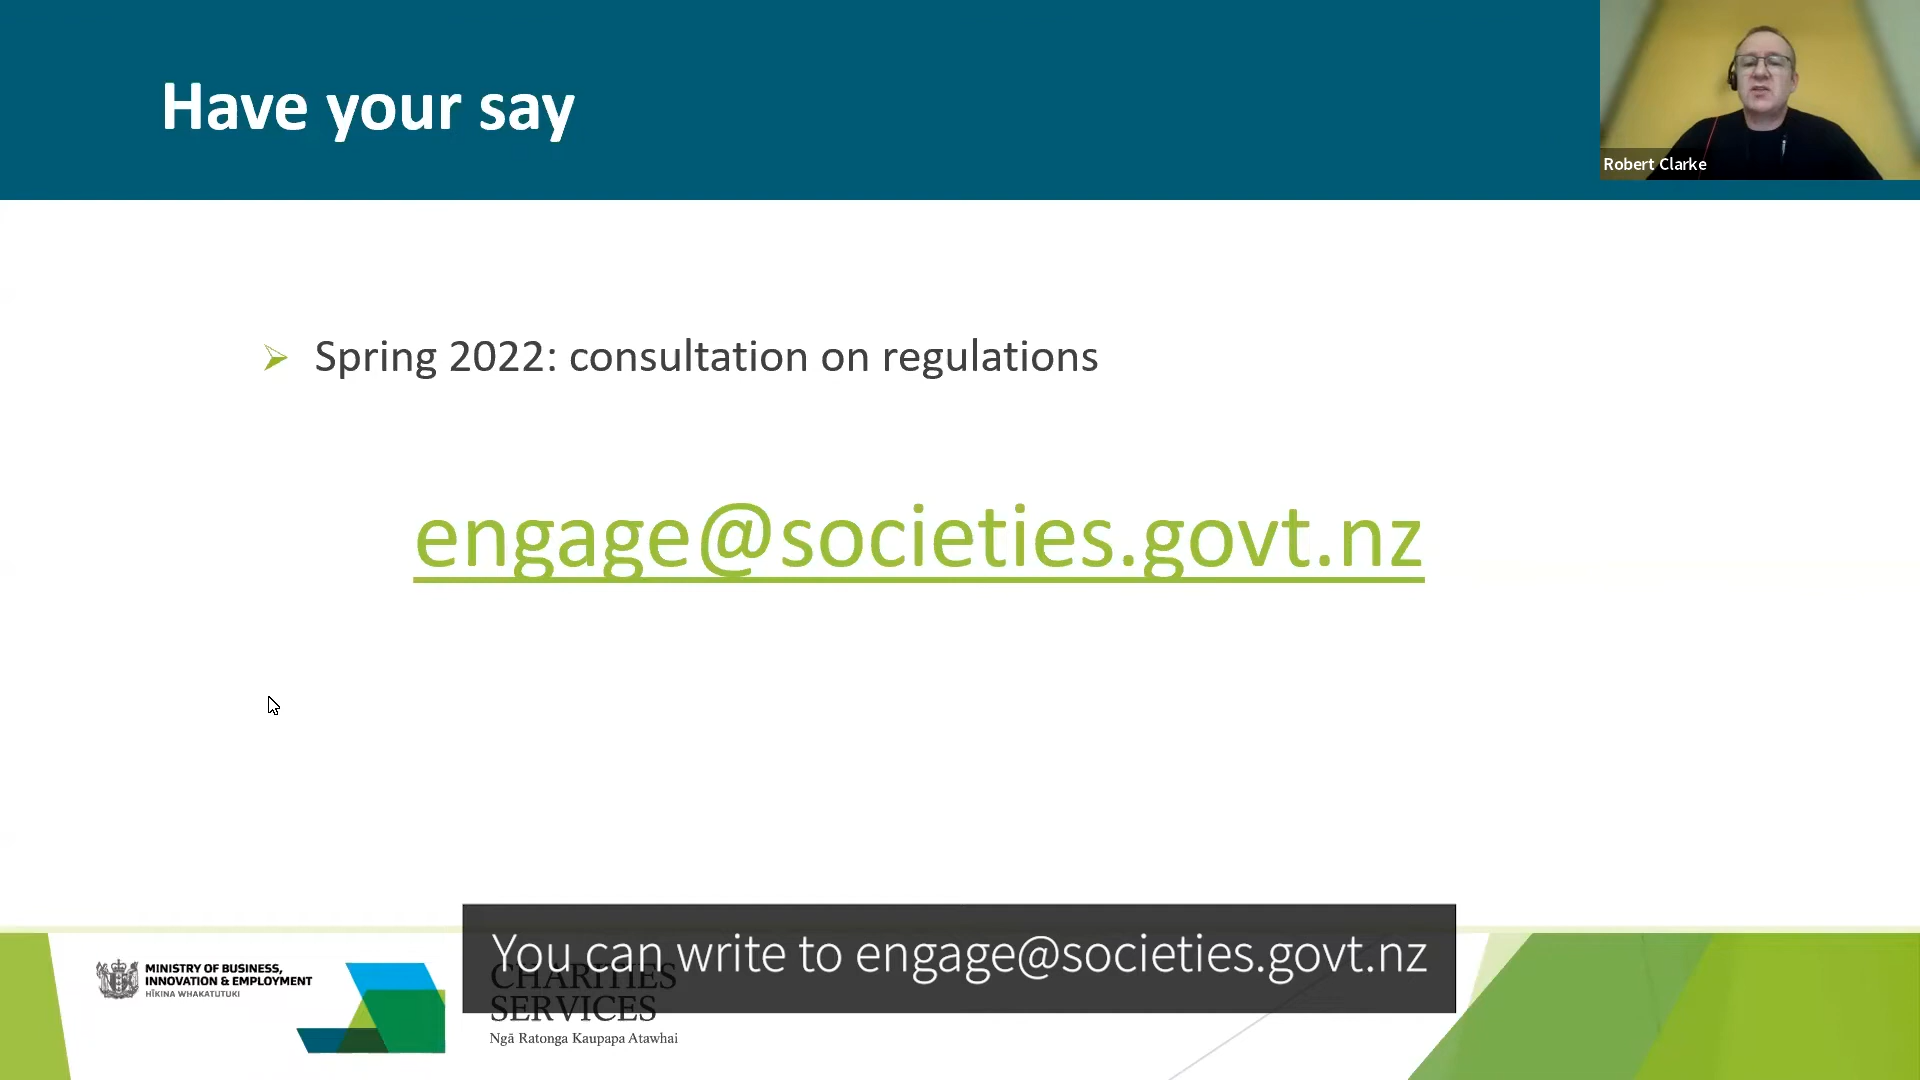 Have your say
Robert Clarke
Spring 2022: consultation on regulations
engage@societies.govt.nz
You can write to engage@societies.govt.nz
MINISTRY OF BUSINESS,
INNOVATION & EMPLOYMENT
HĪKINA WHAKATUTUKI
CHARITIES
SERVICES
Ngā Ratonga Kaupapa Atawhai